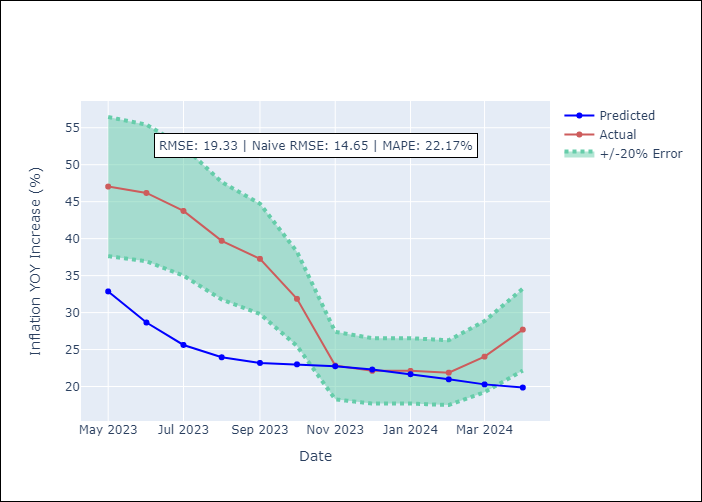 RMSE: 19.33 | Naive RMSE: 14.65 | MAPE: 22.17%
Predicted
Actual
+/-20% Error
Inflation YOY Increase (%)
55
50
45
40
35
30
25
20
May 2023 Jul 2023 Sep 2023 Nov 2023 Jan 2024 Mar 2024
Date